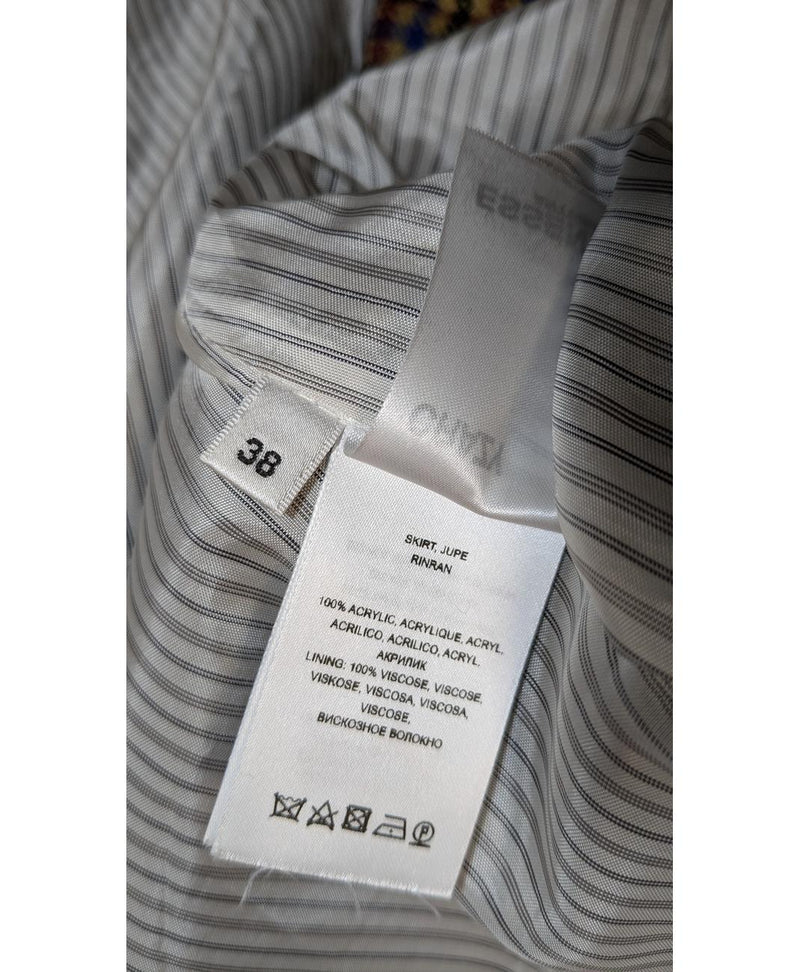 38
SKIRT, JUPE
RINRAN
100% ACRYLIC, ACRYLIQUE, ACRYL,
ACRILICO, ACRILICO, ACRYL,
АКРИЛИК
LINING: 100% VISCOSE, VISCOSE,
VISKOSE, VISCOSA, VISCOSA,
VISCOSE,
ВИСКОЗНОЕ ВОЛОКНО